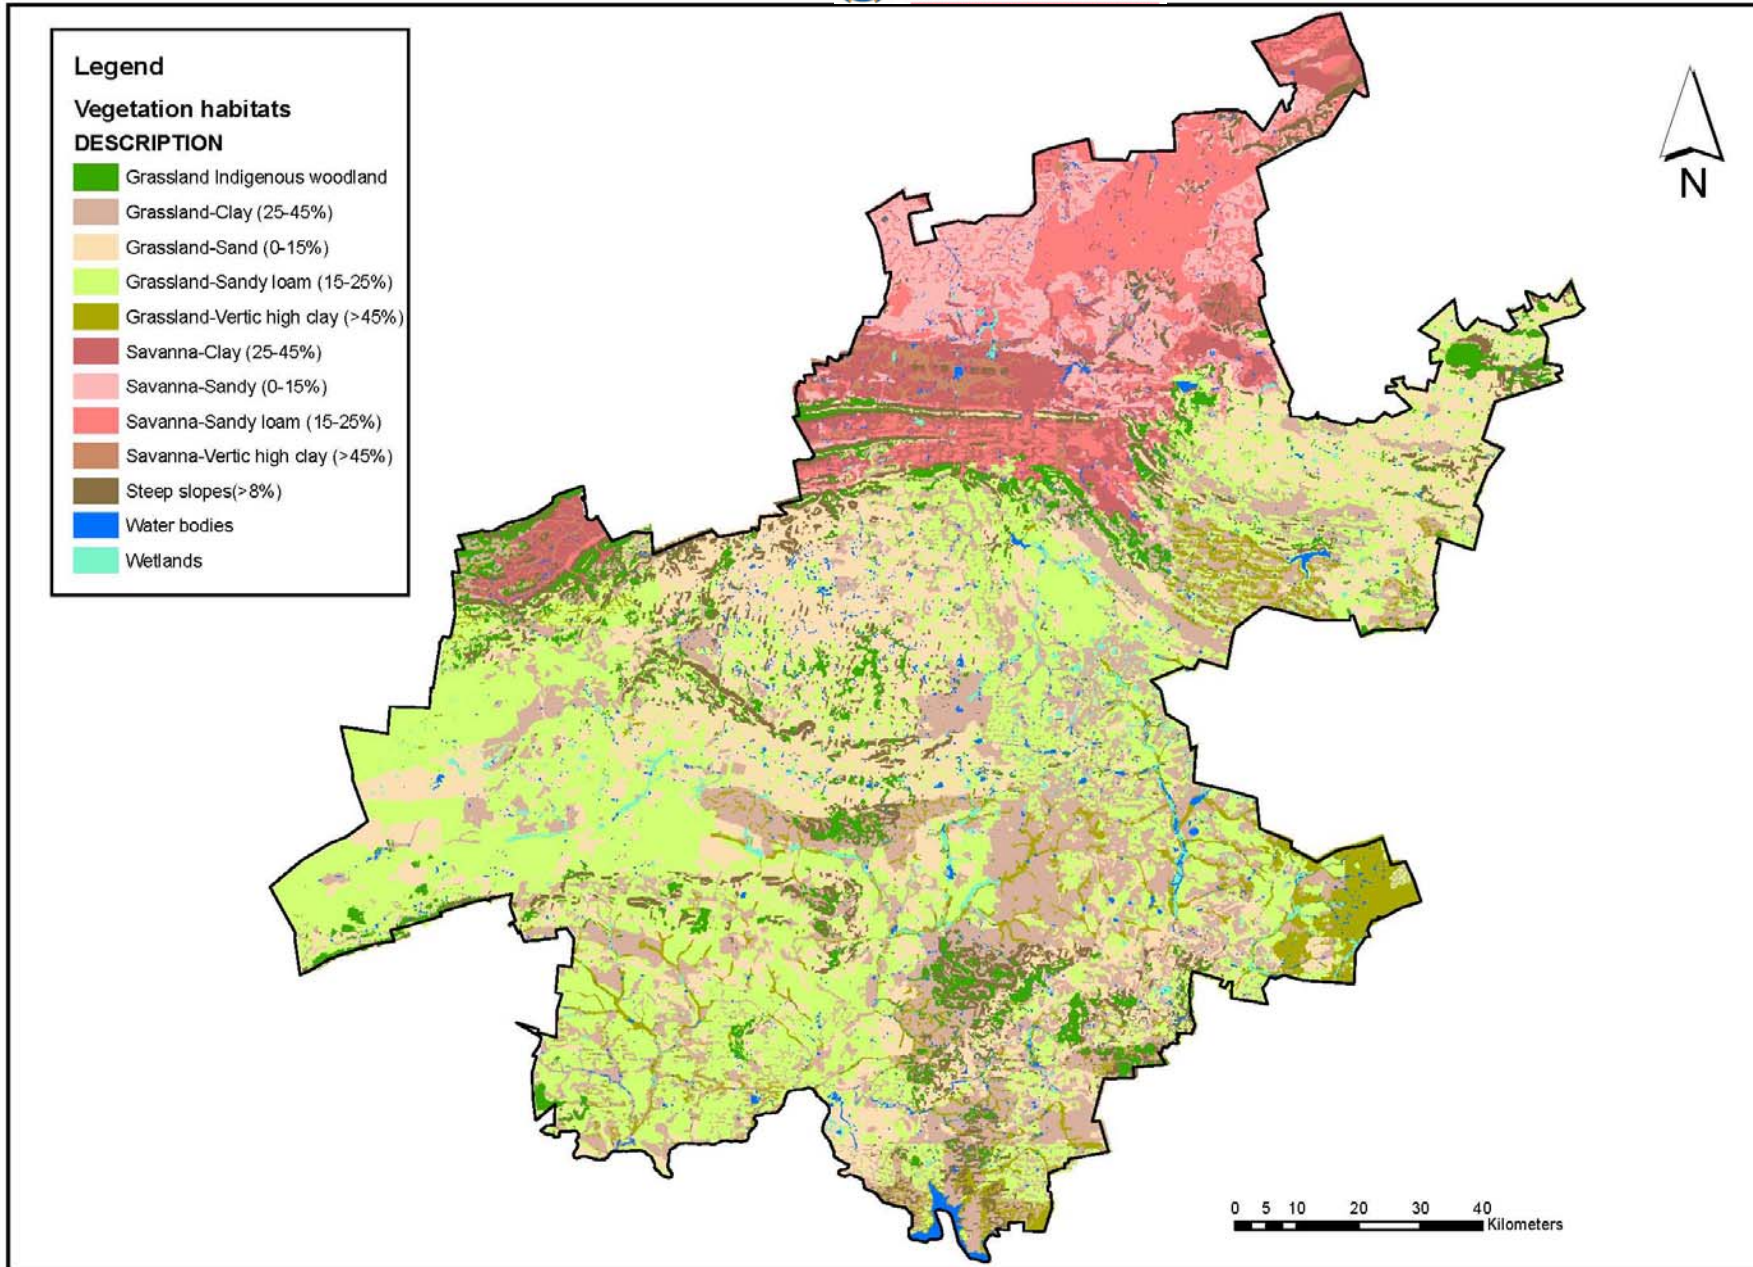 Legend
Vegetation habitats
DESCRIPTION
Grassland Indigenous woodland
Grassland-Clay (25-45%)
Grassland-Sand (0-15%)
Grassland-Sandy loam (15-25%)
Grassland-Vertic high clay (>45%)
Savanna-Clay (25-45%)
Savanna-Sandy (0-15%)
Savanna-Sandy loam (15-25%)
Savanna-Vertic high clay (>45%)
Steep slopes(>8%)
Water bodies
Wetlands
N
0 5 10 20 30 40
Kilometers